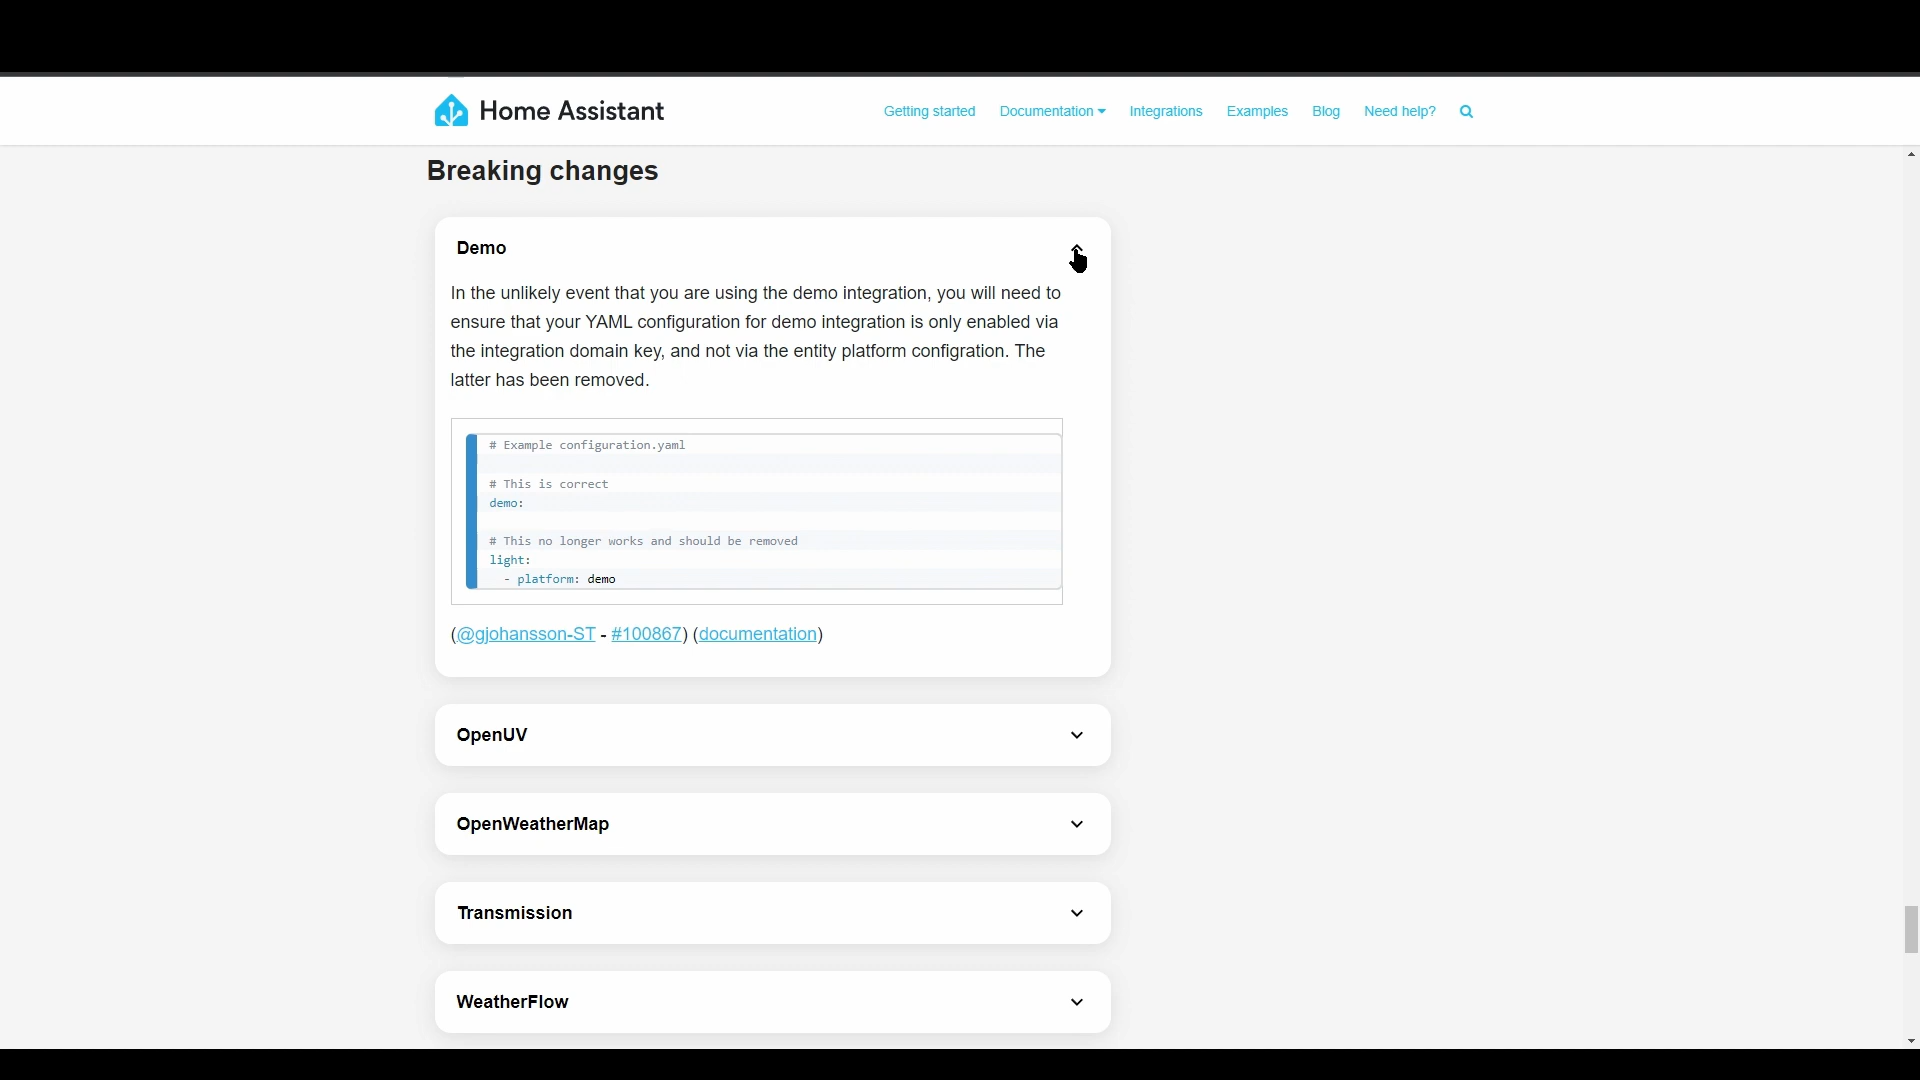 Home Assistant
Getting started Documentation Integrations Examples Blog Need help?
Breaking changes
Demo
In the unlikely event that you are using the demo integration, you will need to
ensure that your YAML configuration for demo integration is only enabled via
the integration domain key, and not via the entity platform configration. The
latter has been removed.
# Example configuration.yaml
# This is correct
demo:
# This no longer works and should be removed
light:
- platform: demo
(@gjohansson-ST - #100867) (documentation)
OpenUV
OpenWeatherMap
Transmission
WeatherFlow